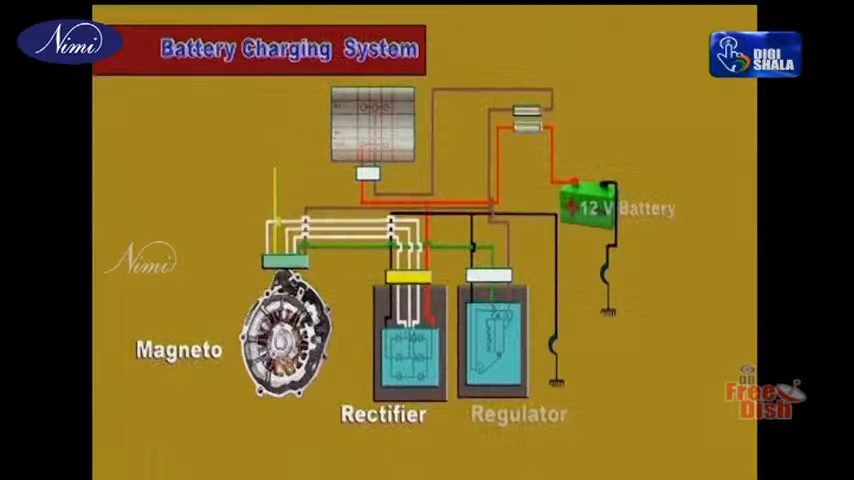 Nimi
Battery Charging System
DIGI
SHALA
12 V Battery
Nimi
Magneto
Rectifier
Regulator
DD
Free
Dish